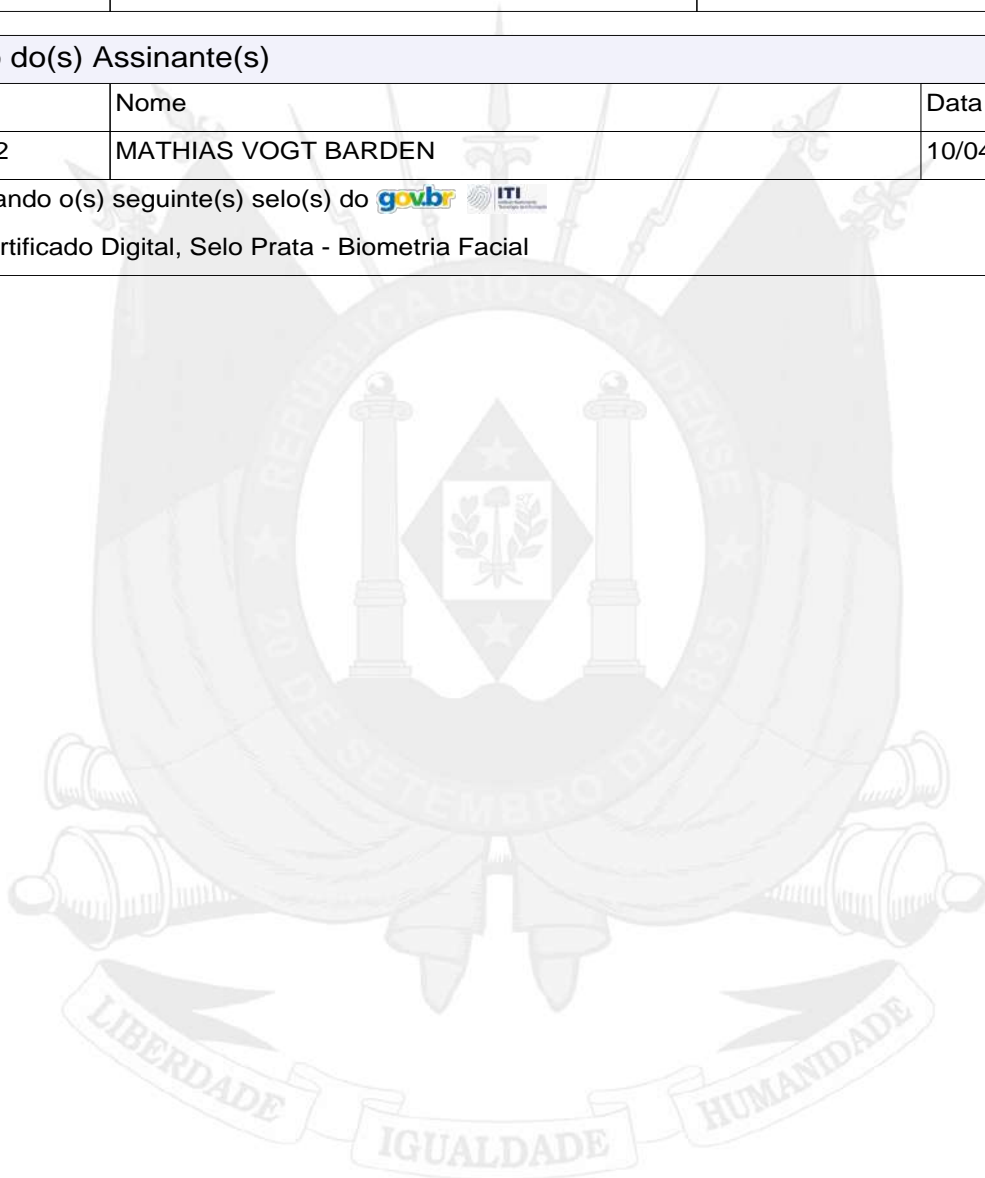 do(s) Assinante(s)
Nome Data
2 MATHIAS VOGT BARDEN 10/04
ando o(s) seguinte(s) selo(s) do gov.br ITI
rtificado Digital, Selo Prata - Biometria Facial
REPÚBLICA RIO-GRANDENSE
20 DE SETEMBRO DE 1835
LIBERDADE IGUALDADE HUMANIDADE